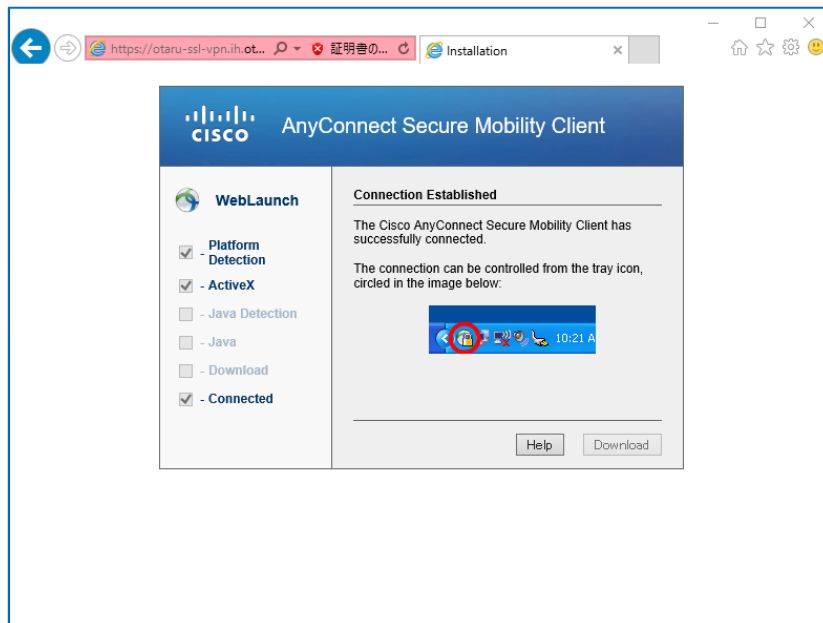 https://otaru-ssl-vpn.ih.ot... 証明書の... Installation
CISCO AnyConnect Secure Mobility Client
WebLaunch
- Platform
Detection
- ActiveX
- Java Detection
- Java
- Download
- Connected
Connection Established
The Cisco AnyConnect Secure Mobility Client has
successfully connected.
The connection can be controlled from the tray icon,
circled in the image below:
10:21 A
Help Download